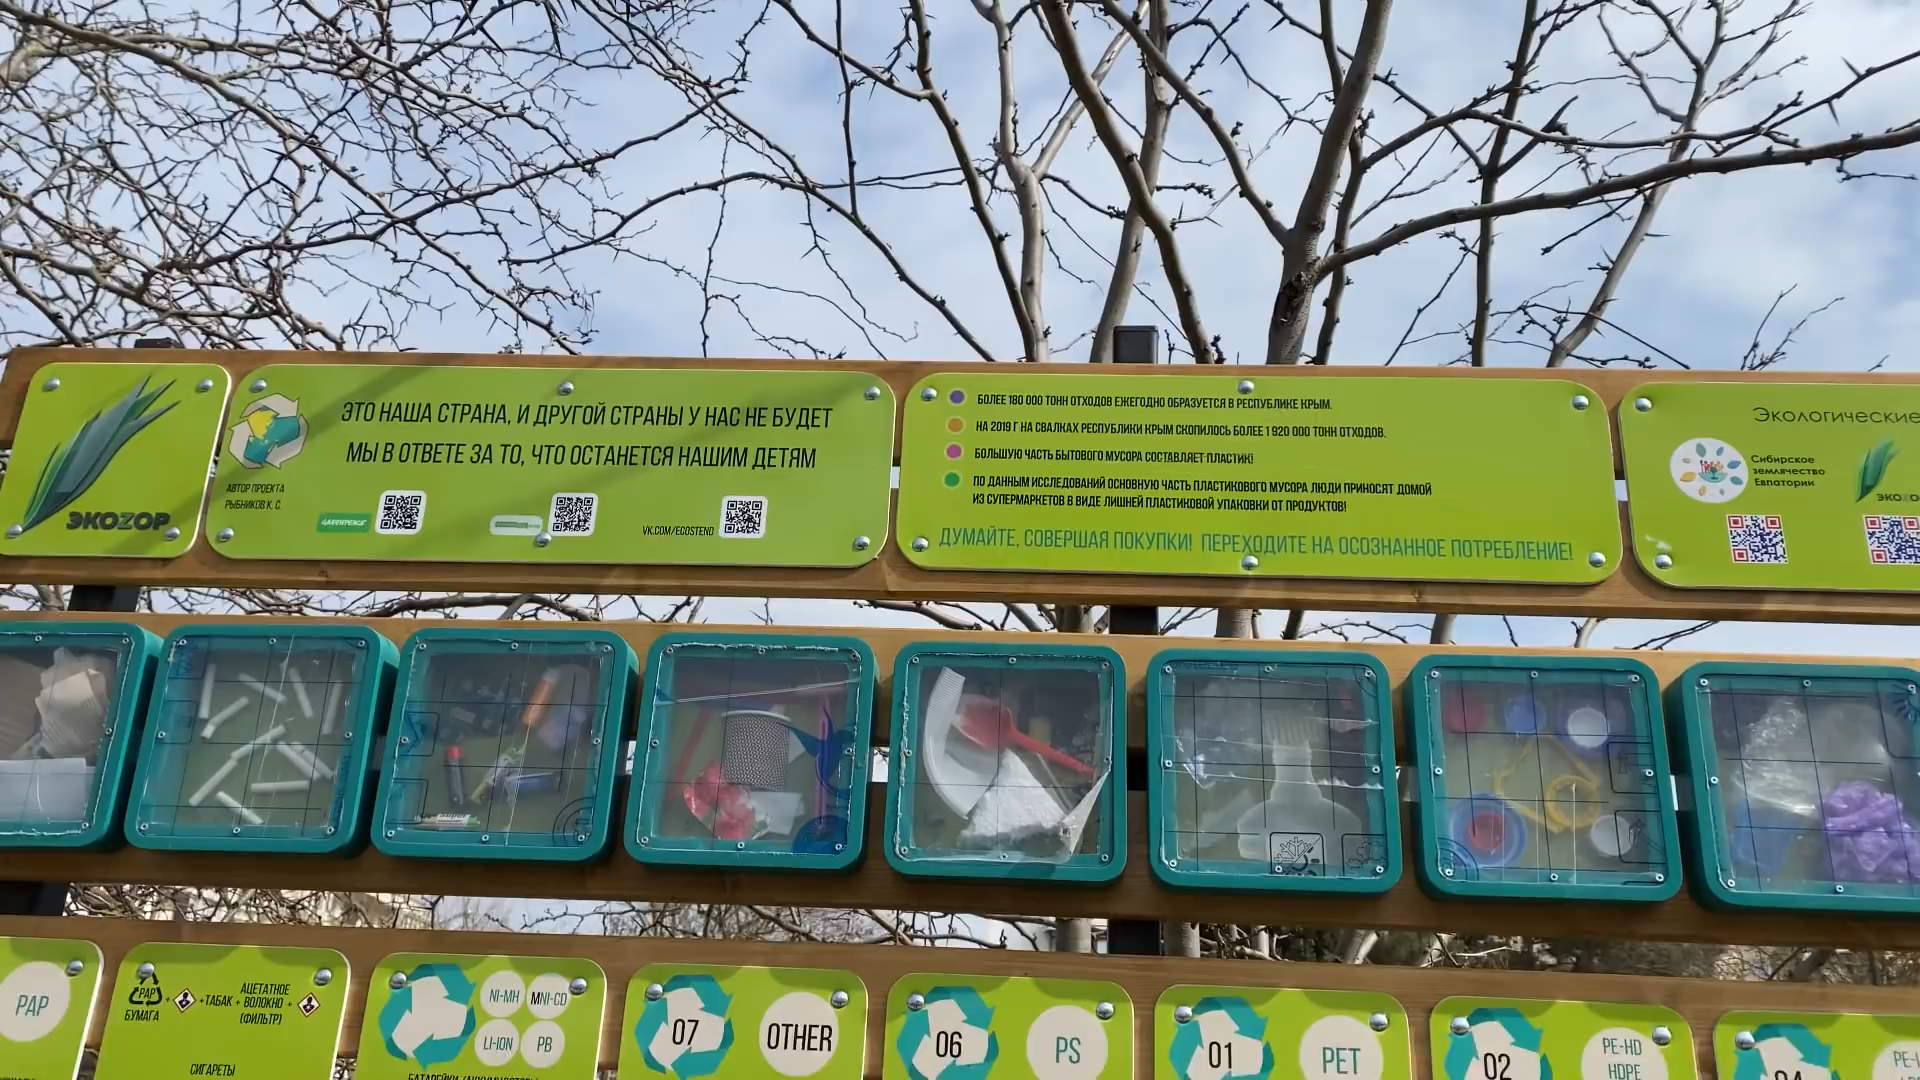 ЭКОZОР
ЭТО НАША СТРАНА, И ДРУГОЙ СТРАНЫ У НАС НЕ БУДЕТ
МЫ В ОТВЕТЕ ЗА ТО, ЧТО ОСТАНЕТСЯ НАШИМ ДЕТЯМ
АВТОР ПРОЕКТА
РЫБНИКОВ К. С.
GREENPEACE
VK.COM/ECOSTEND
БОЛЕЕ 180 000 ТОНН ОТХОДОВ ЕЖЕГОДНО ОБРАЗУЕТСЯ В РЕСПУБЛИКЕ КРЫМ.
НА 2019 Г НА СВАЛКАХ РЕСПУБЛИКИ КРЫМ СКОПИЛОСЬ БОЛЕЕ 1 920 000 ТОНН ОТХОДОВ.
БОЛЬШУЮ ЧАСТЬ БЫТОВОГО МУСОРА СОСТАВЛЯЕТ ПЛАСТИК!
ПО ДАННЫМ ИССЛЕДОВАНИЙ ОСНОВНУЮ ЧАСТЬ ПЛАСТИКОВОГО МУСОРА ЛЮДИ ПРИНОСЯТ ДОМОЙ
ИЗ СУПЕРМАРКЕТОВ В ВИДЕ ЛИШНЕЙ ПЛАСТИКОВОЙ УПАКОВКИ ОТ ПРОДУКТОВ!
ДУМАЙТЕ, СОВЕРШАЯ ПОКУПКИ! ПЕРЕХОДИТЕ НА ОСОЗНАННОЕ ПОТРЕБЛЕНИЕ!
Экологические
Сибирское
землячество
Евпатории
PAP
PAP
БУМАГА
+
+ТАБАК +
АЦЕТАТНОЕ
ВОЛОКНО +
(ФИЛЬТР)
СИГАРЕТЫ
NI-MH
NI-CD
LI-ION
PB
07
OTHER
06
PS
01
PET
02
PE-HD
HDPE